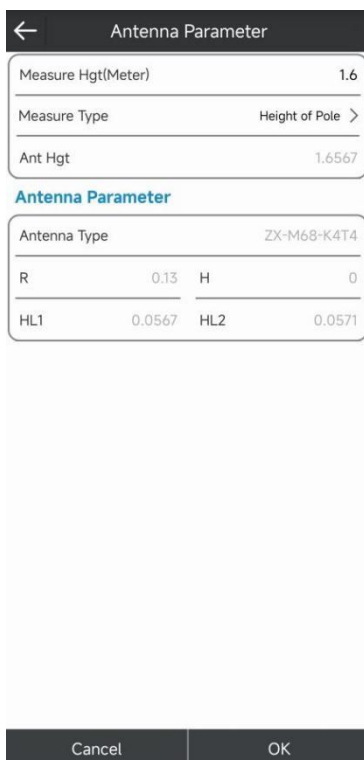 Antenna Parameter
Measure Hgt(Meter) 1.6
Measure Type Height of Pole >
Ant Hgt 1.6567
Antenna Parameter
Antenna Type ZX-M68-K4T4
R 0.13 H 0
HL1 0.0567 HL2 0.0571
Cancel OK